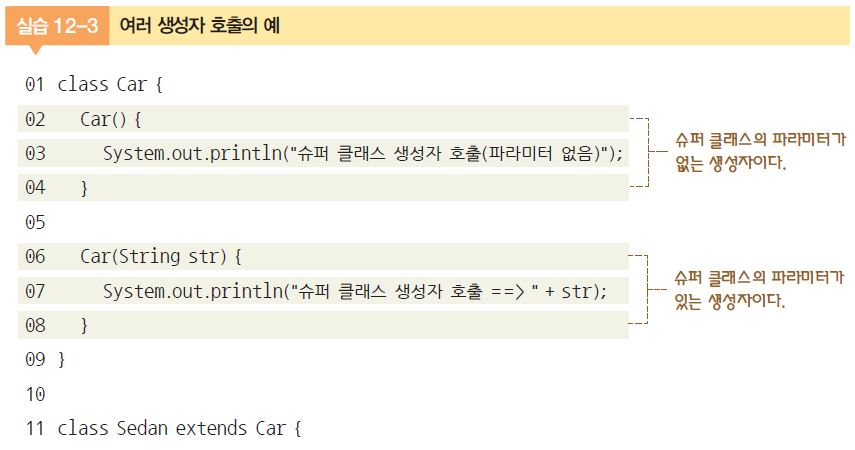 실습 12-3 여러 생성자 호출의 예
01 class Car {
02 Car() {
03 System.out.println("슈퍼 클래스 생성자 호출(파라미터 없음)");
04 }
슈퍼 클래스의 파라미터가
없는 생성자이다.
05
06 Car(String str) {
07 System.out.println("슈퍼 클래스 생성자 호출 ==> " + str);
08 }
슈퍼 클래스의 파라미터가
있는 생성자이다.
09 }
10
11 class Sedan extends Car {